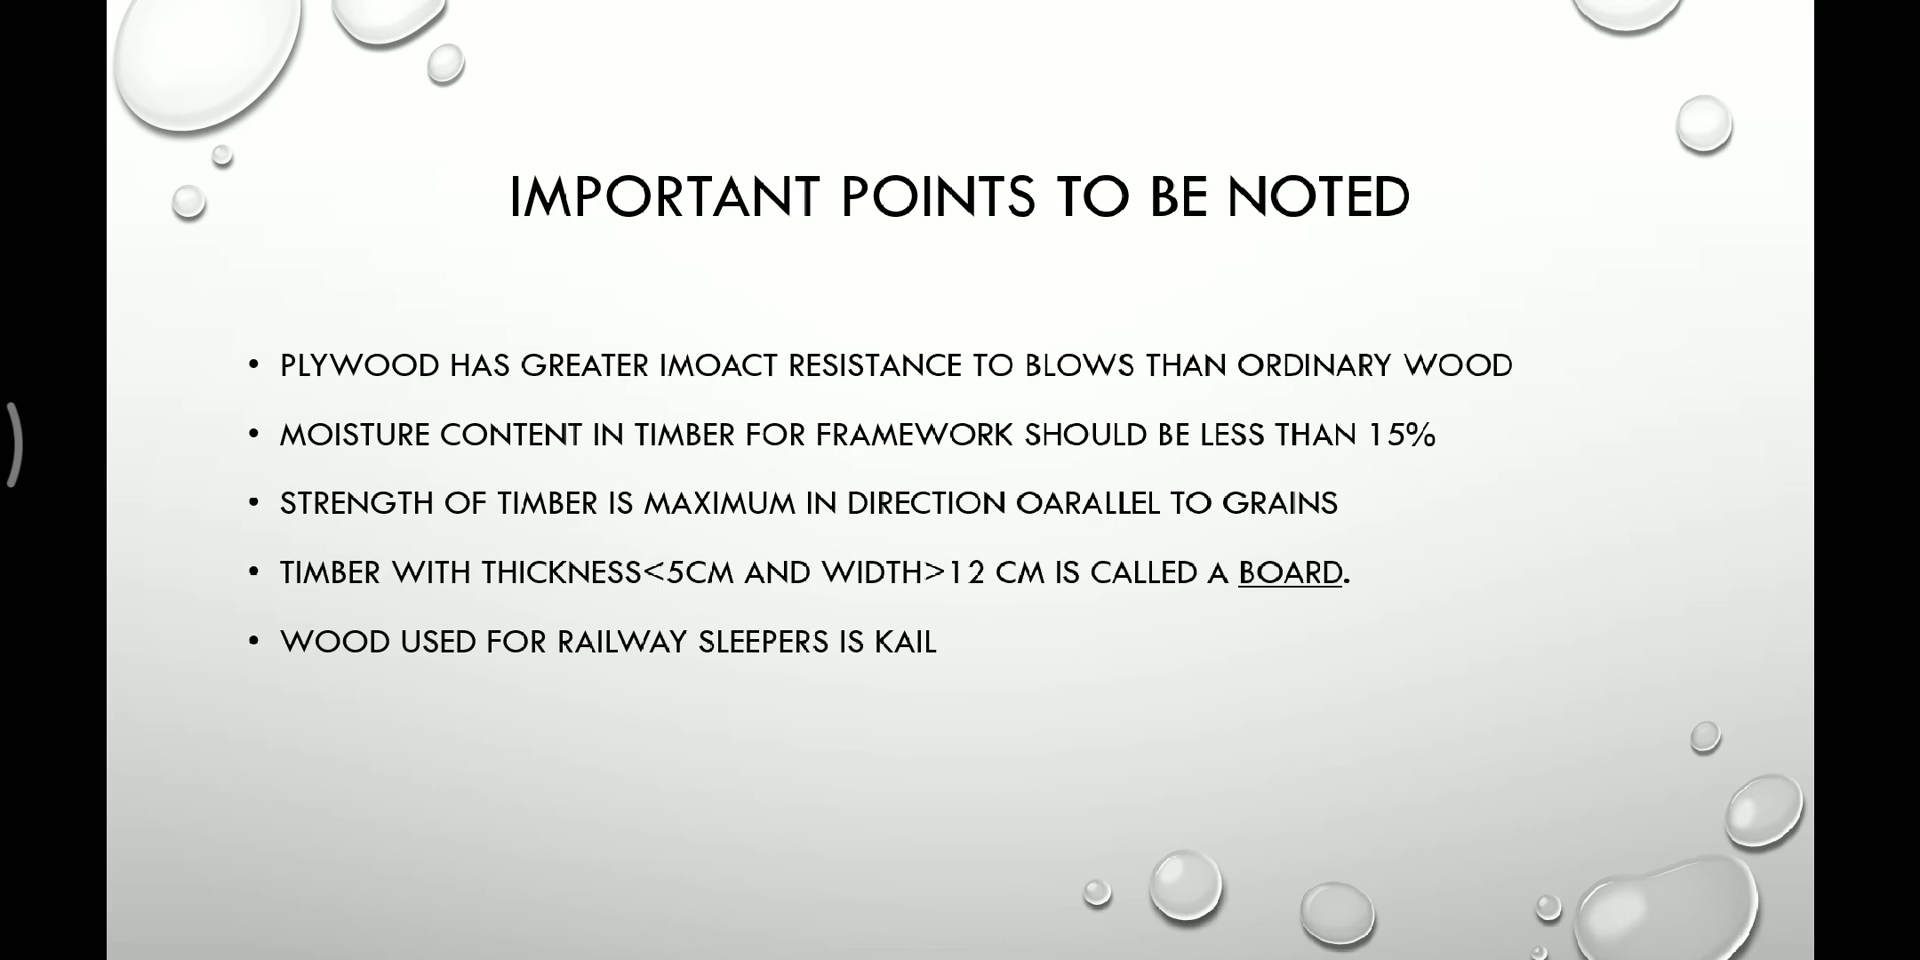 IMPORTANT POINTS TO BE NOTED
• PLYWOOD HAS GREATER IMOACT RESISTANCE TO BLOWS THAN ORDINARY WOOD
• MOISTURE CONTENT IN TIMBER FOR FRAMEWORK SHOULD BE LESS THAN 15%
• STRENGTH OF TIMBER IS MAXIMUM IN DIRECTION OARALLEL TO GRAINS
• TIMBER WITH THICKNESS<5CM AND WIDTH>12 CM IS CALLED A BOARD.
• WOOD USED FOR RAILWAY SLEEPERS IS KAIL